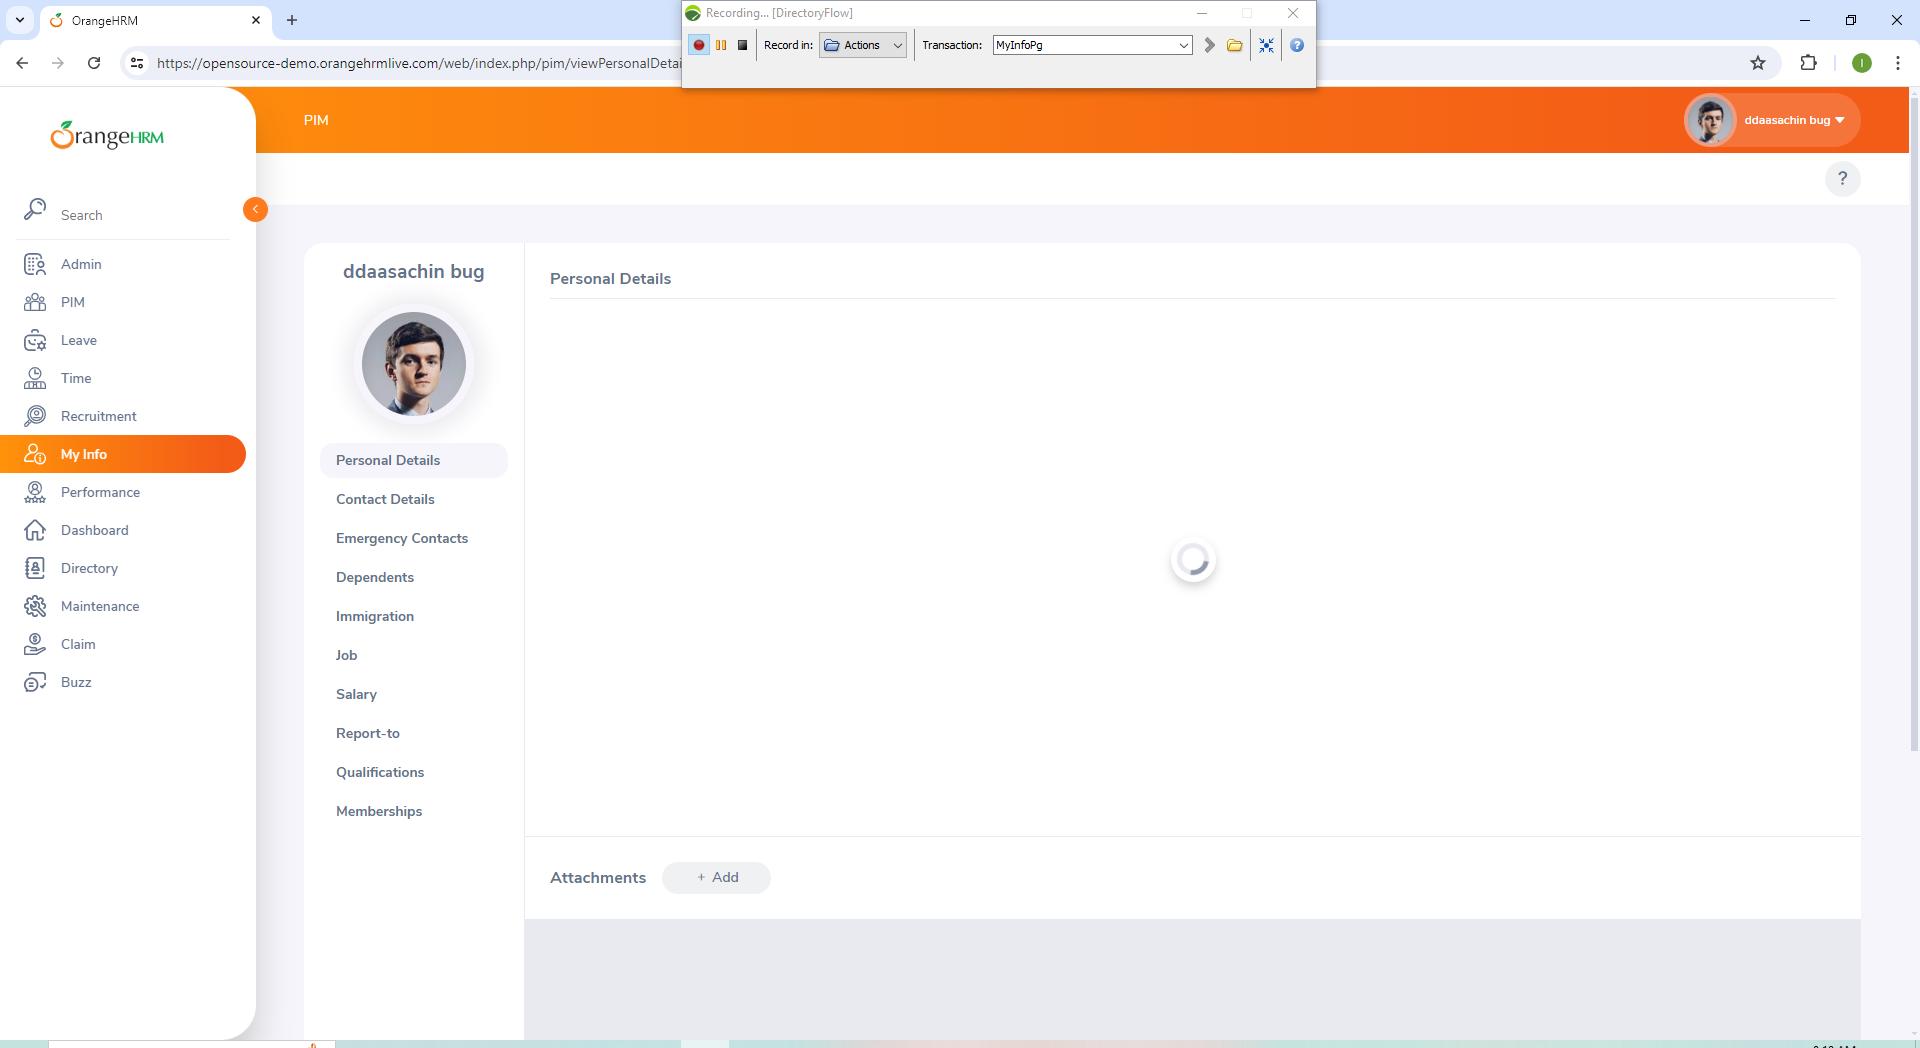 OrangeHRM
Recording... [DirectoryFlow]
Record in: Actions Transaction: MyInfoPg
https://opensource-demo.orangehrmlive.com/web/index.php/pim/viewPersonalDetai
I
OrangeHRM
PIM
ddaasachin bug
?
Search
Admin
PIM
Leave
Time
Recruitment
My Info
Performance
Dashboard
Directory
Maintenance
Claim
Buzz
ddaasachin bug
Personal Details
Contact Details
Emergency Contacts
Dependents
Immigration
Job
Salary
Report-to
Qualifications
Memberships
Personal Details
Attachments + Add